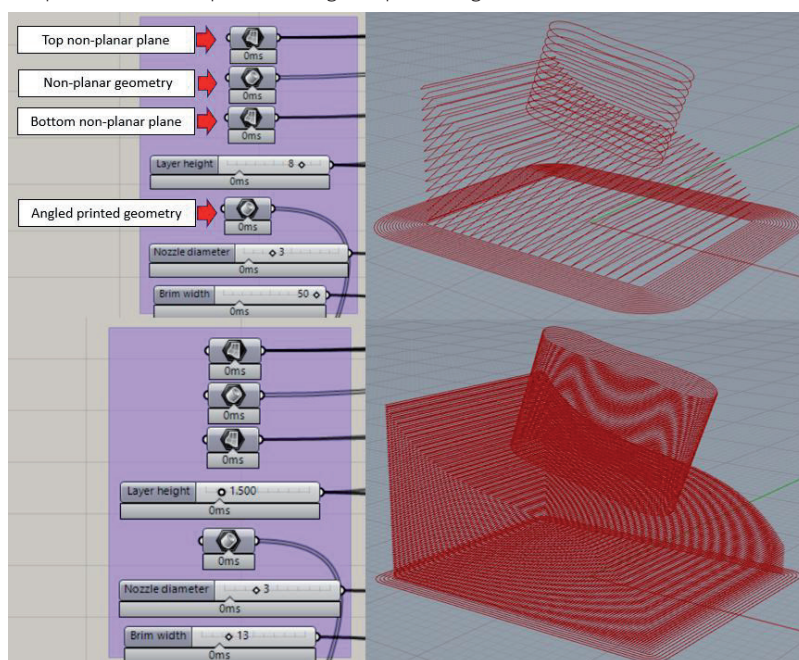 Top non-planar plane
0ms
Non-planar geometry
0ms
Bottom non-planar plane
0ms
Layer height 8
0ms
Angled printed geometry
0ms
Nozzle diameter 3
0ms
Brim width 50
0ms
0ms
0ms
0ms
Layer height 1.500
0ms
0ms
Nozzle diameter 3
0ms
Brim width 13
0ms